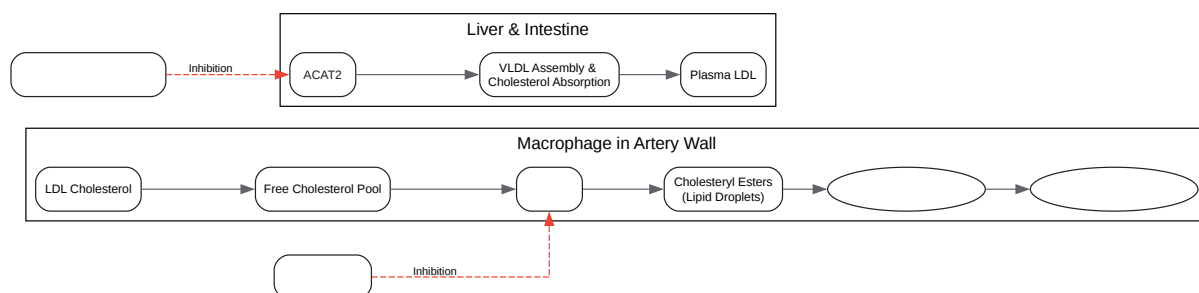 Liver & Intestine
Inhibition
ACAT2
VLDL Assembly &
Cholesterol Absorption
Plasma LDL
Macrophage in Artery Wall
LDL Cholesterol
Free Cholesterol Pool
Cholesteryl Esters
(Lipid Droplets)
Inhibition